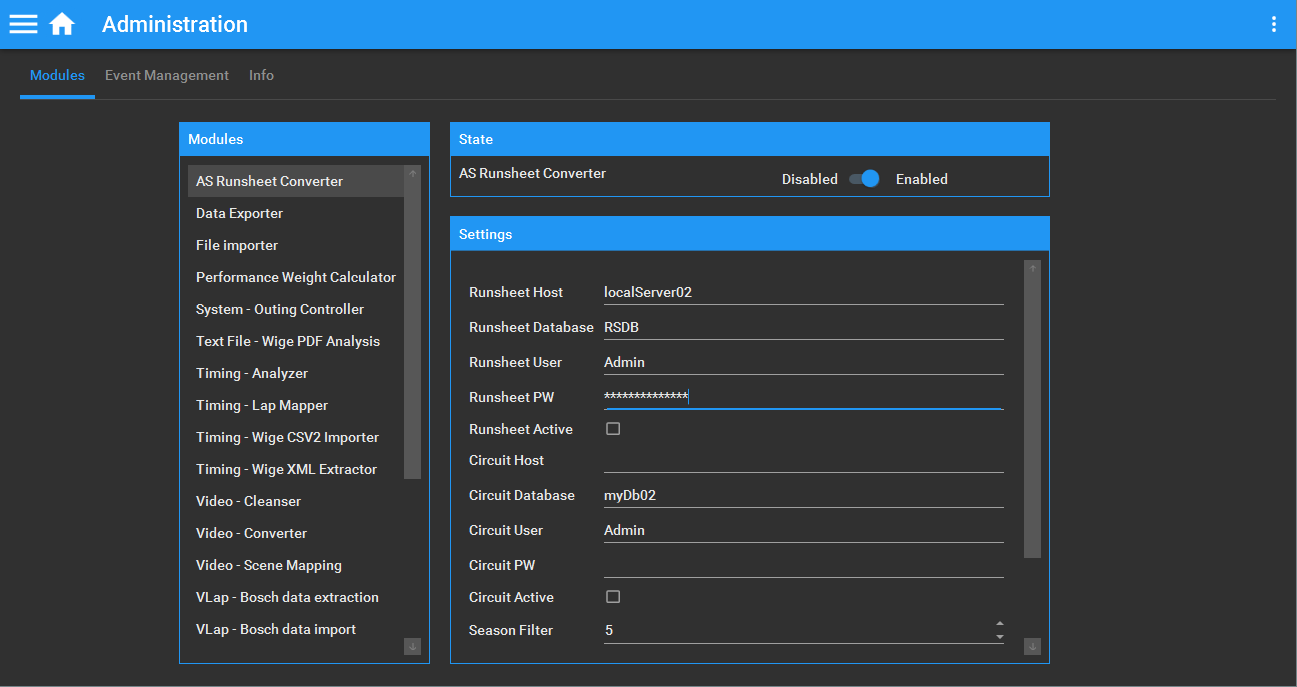 Administration
Modules Event Management Info
Modules
AS Runsheet Converter
Data Exporter
File importer
Performance Weight Calculator
System - Outing Controller
Text File - Wige PDF Analysis
Timing - Analyzer
Timing - Lap Mapper
Timing - Wige CSV2 Importer
Timing - Wige XML Extractor
Video - Cleanser
Video - Converter
Video - Scene Mapping
VLap - Bosch data extraction
VLap - Bosch data import
State
AS Runsheet Converter Disabled Enabled
Settings
Runsheet Host localServer02
Runsheet Database RSDB
Runsheet User Admin
Runsheet PW **************
Runsheet Active
Circuit Host
Circuit Database myDb02
Circuit User Admin
Circuit PW
Circuit Active
Season Filter 5